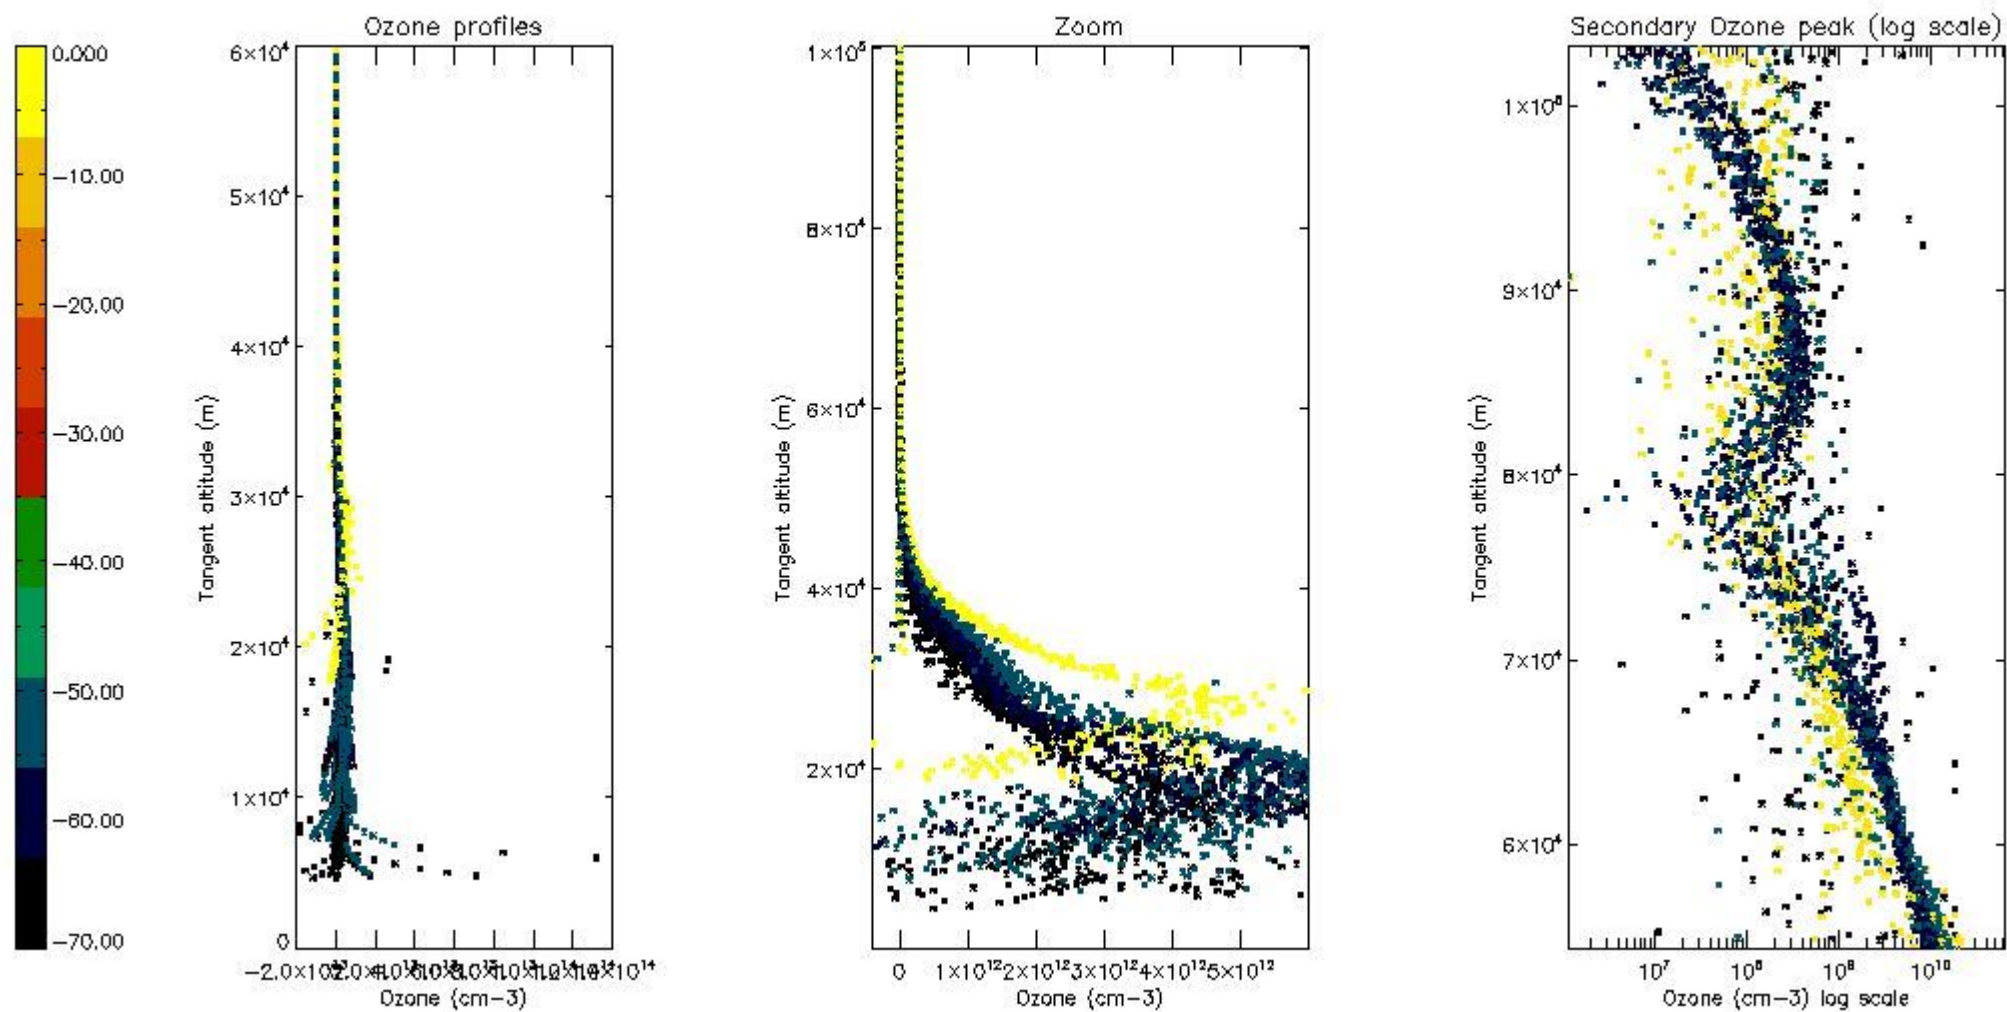 Ozone profiles
Zoom
Secondary Ozone peak (log scale)
0.000
-10.00
-20.00
-30.00
-40.00
-50.00
-60.00
-70.00
6×10⁴
5×10⁴
4×10⁴
3×10⁴
2×10⁴
1×10⁴
0
Tangent altitude (m)
Ozone (cm-3)
1×10⁵
8×10⁴
6×10⁴
4×10⁴
2×10⁴
Tangent altitude (m)
0 1×10¹² 2×10¹² 3×10¹² 4×10¹² 5×10¹²
Ozone (cm-3)
9×10⁴
8×10⁴
7×10⁴
6×10⁴
Tangent altitude (m)
10⁷ 10⁸ 10⁹ 10¹⁰
Ozone (cm-3) log scale